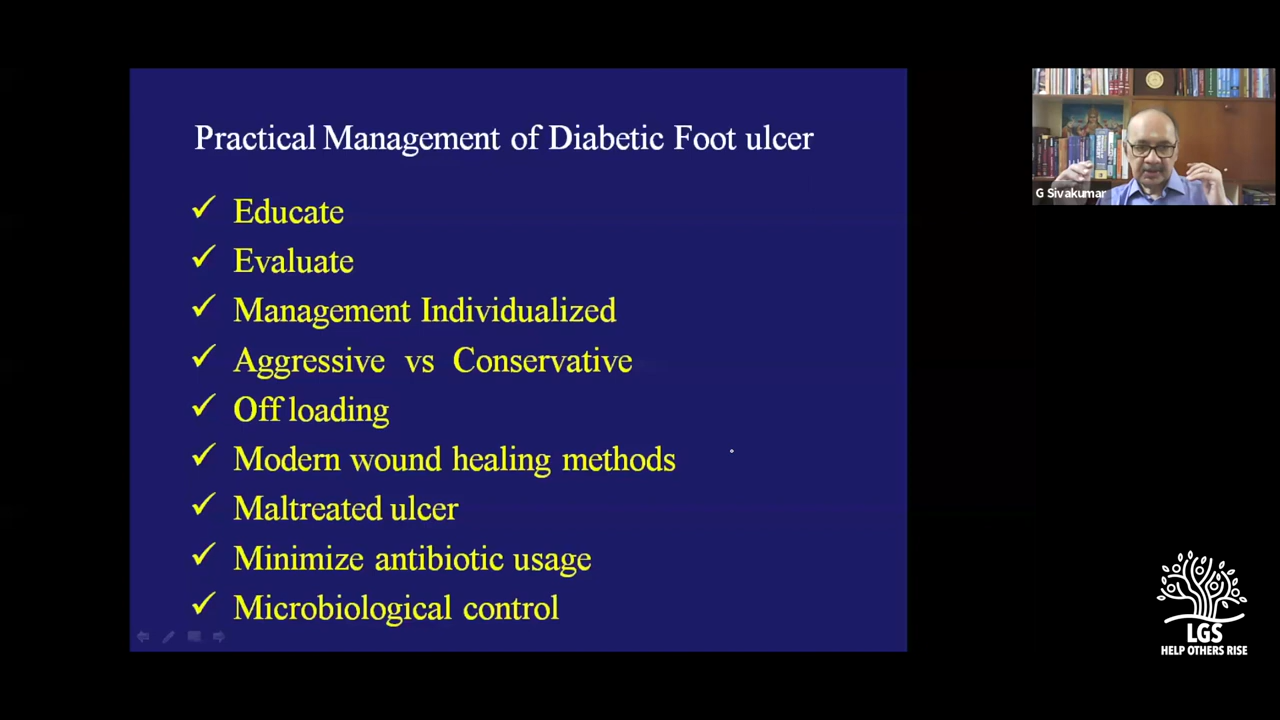 Practical Management of Diabetic Foot ulcer
✓ Educate
✓ Evaluate
✓ Management Individualized
✓ Aggressive vs Conservative
✓ Off loading
✓ Modern wound healing methods
✓ Maltreated ulcer
✓ Minimize antibiotic usage
✓ Microbiological control
G Sivakumar
LGS
HELP OTHERS RISE